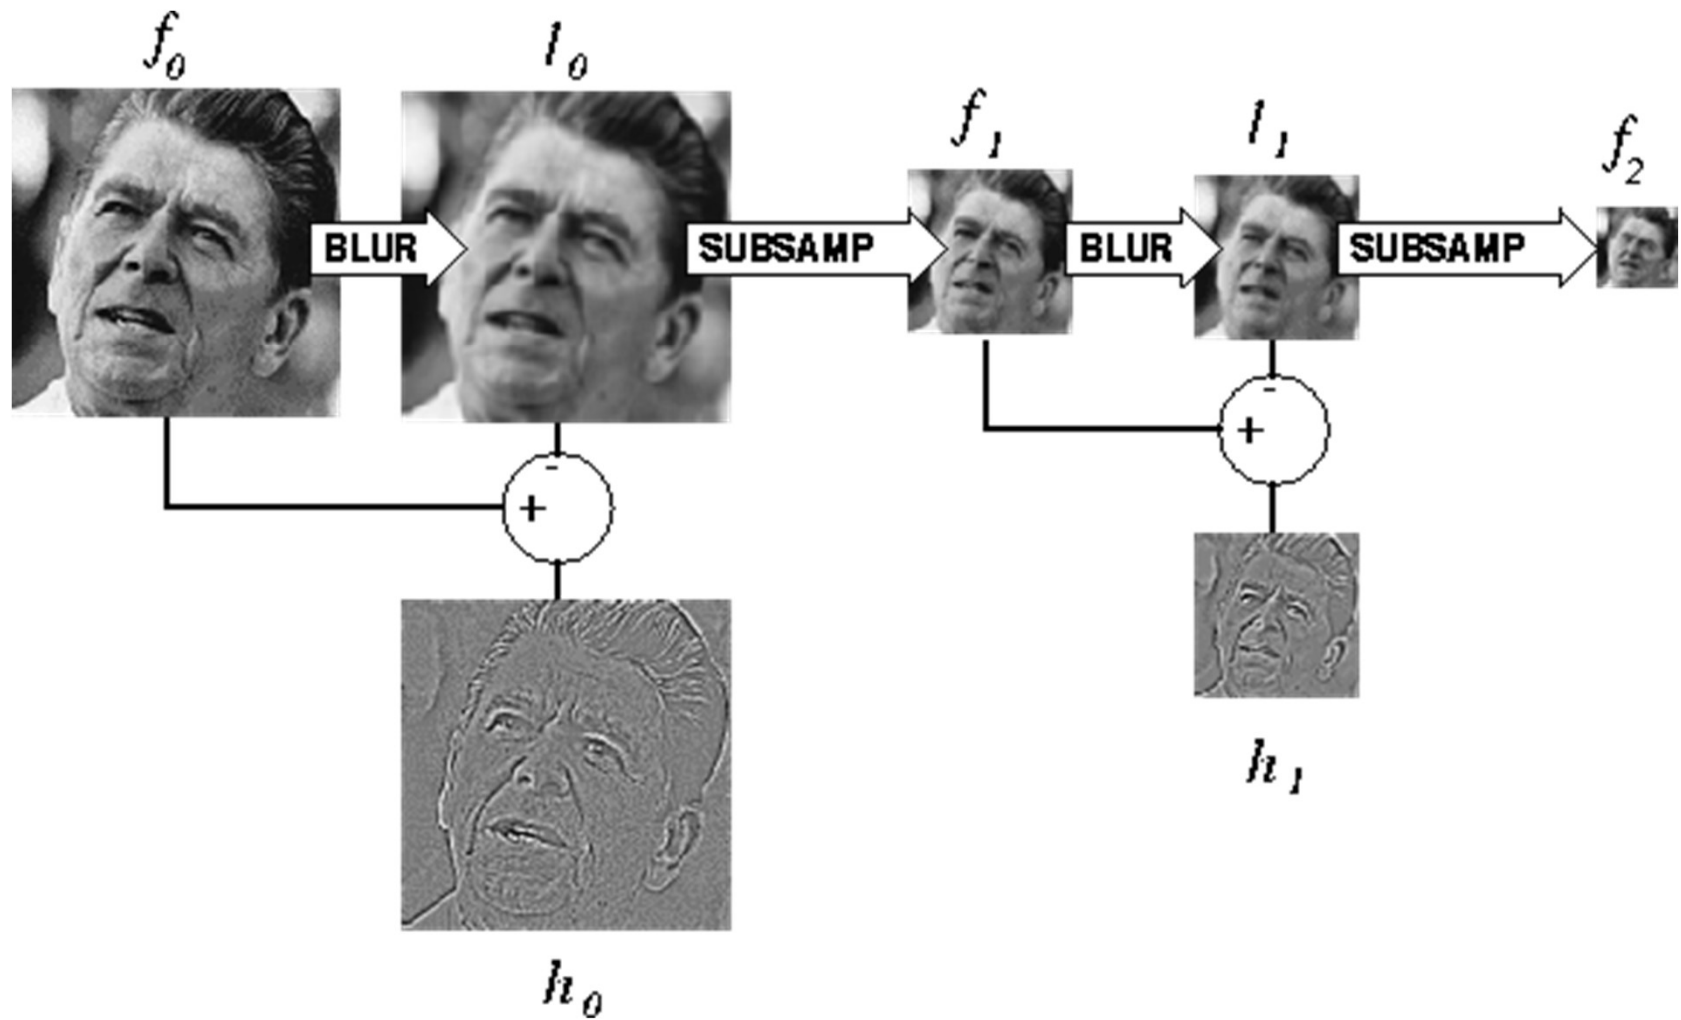 f0
l0
f1
l1
f2
BLUR
SUBSAMP
BLUR
SUBSAMP
-
+
-
+
h1
h0